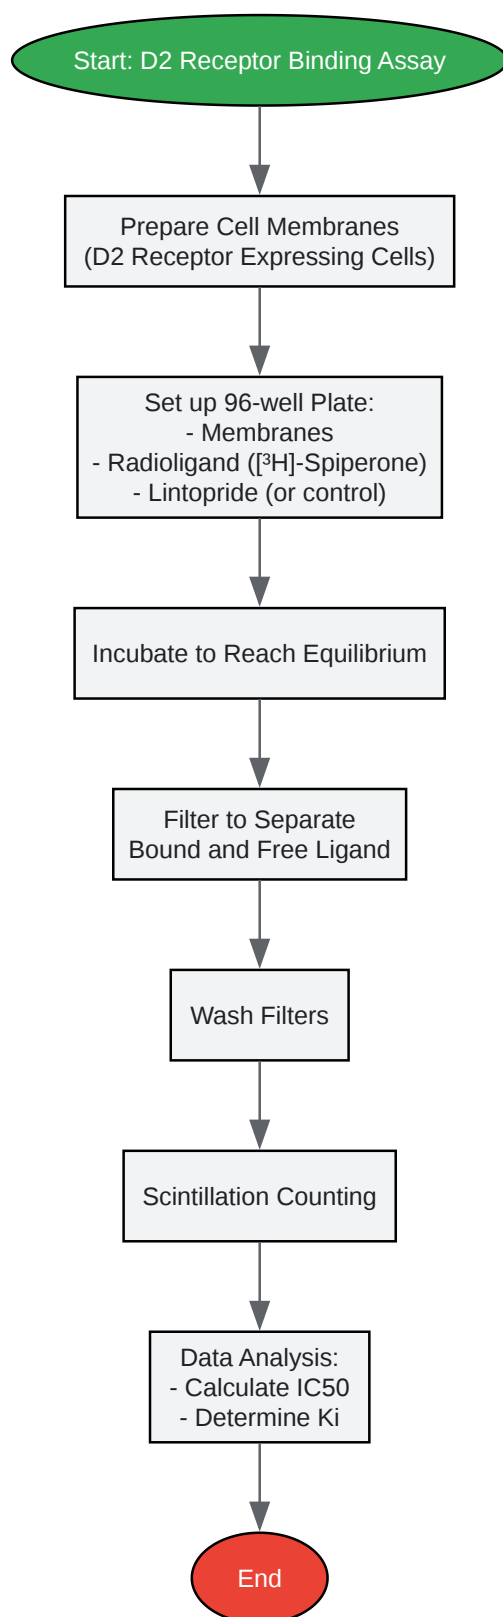 Start: D2 Receptor Binding Assay
Prepare Cell Membranes
(D2 Receptor Expressing Cells)
Set up 96-well Plate:
- Membranes
- Radioligand ([³H]-Spiperone)
- Lintopride (or control)
Incubate to Reach Equilibrium
Filter to Separate
Bound and Free Ligand
Wash Filters
Scintillation Counting
Data Analysis:
- Calculate IC50
- Determine Ki
End